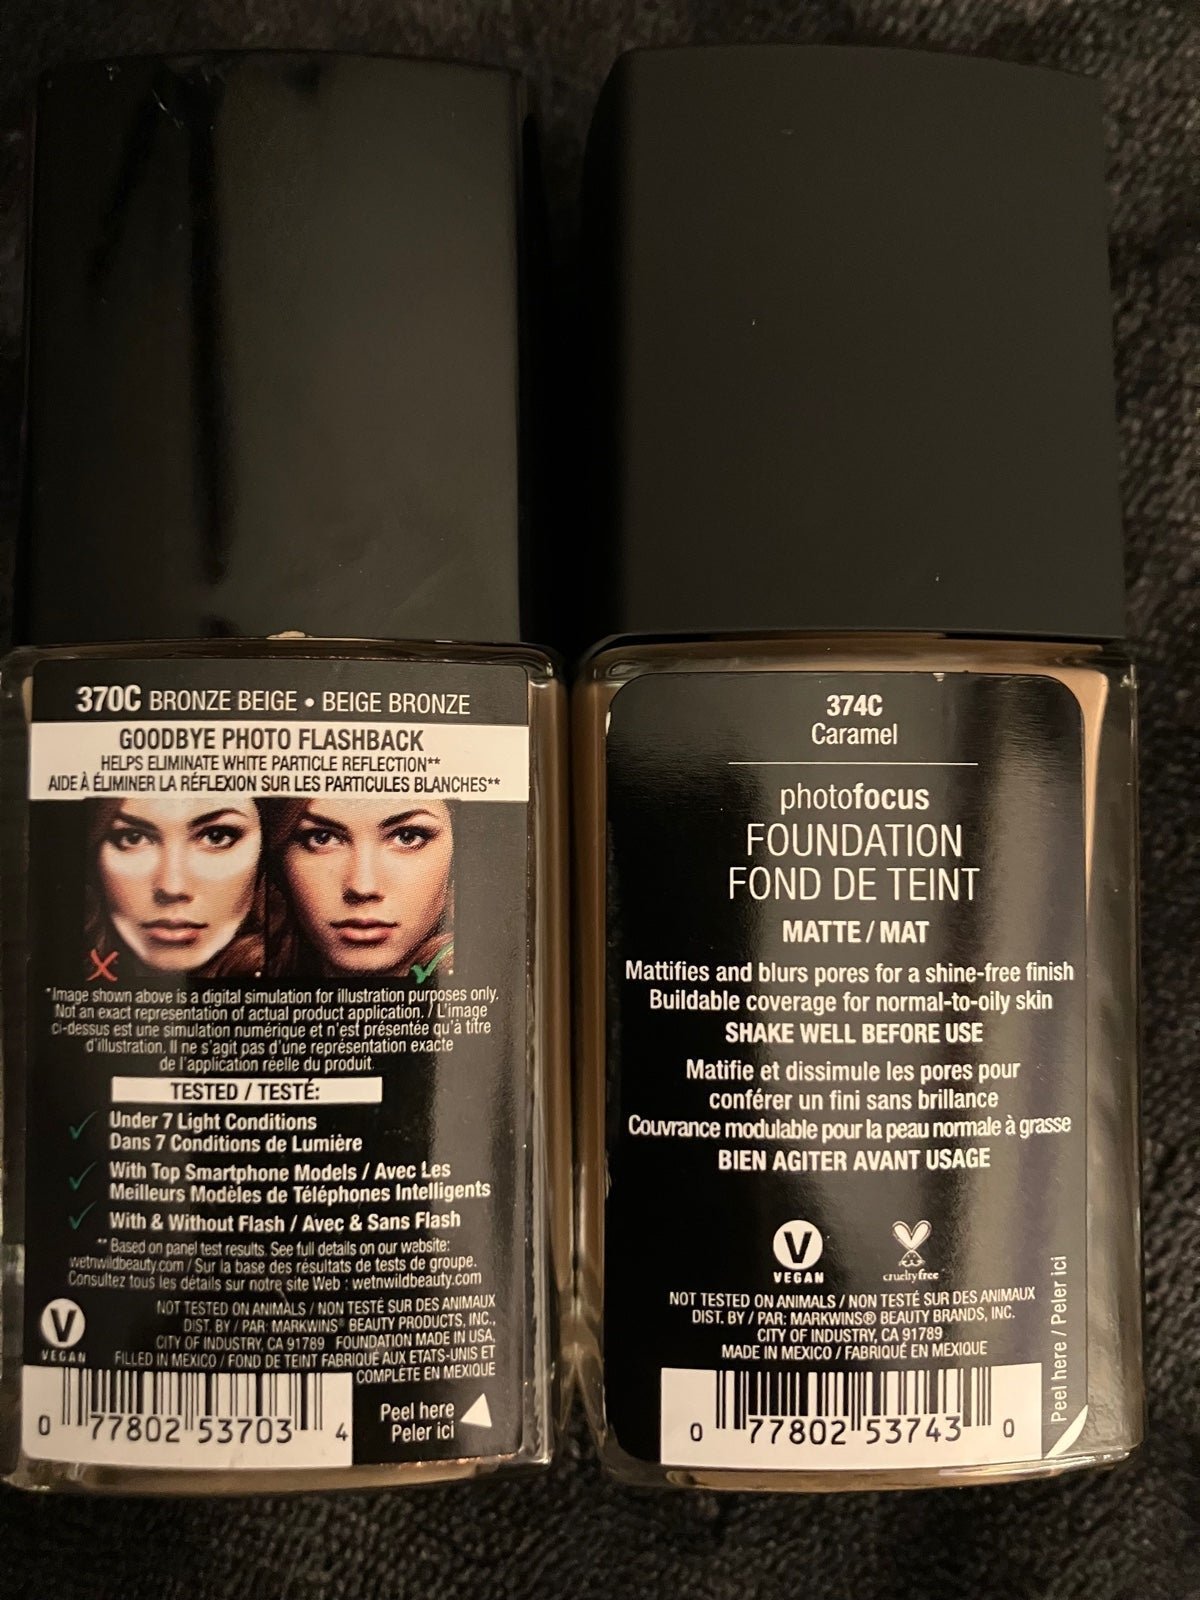 370C BRONZE BEIGE • BEIGE BRONZE
GOODBYE PHOTO FLASHBACK
HELPS ELIMINATE WHITE PARTICLE REFLECTION**
AIDE À ÉLIMINER LA RÉFLEXION SUR LES PARTICULES BLANCHES**
*Image shown above is a digital simulation for illustration purposes only.
Not an exact representation of actual product application. / L'image
ci-dessus est une simulation numérique et n'est présentée qu'à titre
d'illustration. Il ne s'agit pas d'une représentation exacte
de l'application réelle du produit
TESTED / TESTÉ:
Under 7 Light Conditions
Dans 7 Conditions de Lumière
With Top Smartphone Models / Avec Les
Meilleurs Modèles de Téléphones Intelligents
With & Without Flash / Avec & Sans Flash
** Based on panel test results. See full details on our website:
wetnwildbeauty.com / Sur la base des résultats de tests de groupe.
Consultez tous les détails sur notre site Web : wetnwildbeauty.com
V
VEGAN
NOT TESTED ON ANIMALS / NON TESTÉ SUR DES ANIMAUX
DIST. BY / PAR: MARKWINS® BEAUTY PRODUCTS, INC.,
CITY OF INDUSTRY, CA 91789 FOUNDATION MADE IN USA,
FILLED IN MEXICO / FOND DE TEINT FABRIQUÉ AUX ETATS-UNIS ET
COMPLÉTÉ EN MEXIQUE
0 77802 53703 4
Peel here
Peler ici
374C
Caramel
photofocus
FOUNDATION
FOND DE TEINT
MATTE / MAT
Mattifies and blurs pores for a shine-free finish
Buildable coverage for normal-to-oily skin
SHAKE WELL BEFORE USE
Matifie et dissimule les pores pour
conférer un fini sans brillance
Couvrance modulable pour la peau normale à grasse
BIEN AGITER AVANT USAGE
V
VEGAN
crueltyfree
NOT TESTED ON ANIMALS / NON TESTÉ SUR DES ANIMAUX
DIST. BY / PAR: MARKWINS® BEAUTY BRANDS, INC.
CITY OF INDUSTRY, CA 91789
MADE IN MEXICO / FABRIQUÉ EN MEXIQUE
0 77802 53743 0
Peel here / Peler ici